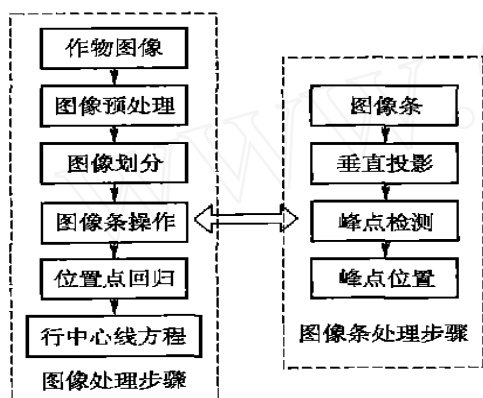 作物图像
图像预处理
图像划分
图像条操作
位置点回归
行中心线方程
图像处理步骤
图像条
垂直投影
峰点检测
峰点位置
图像条处理步骤
WWW.